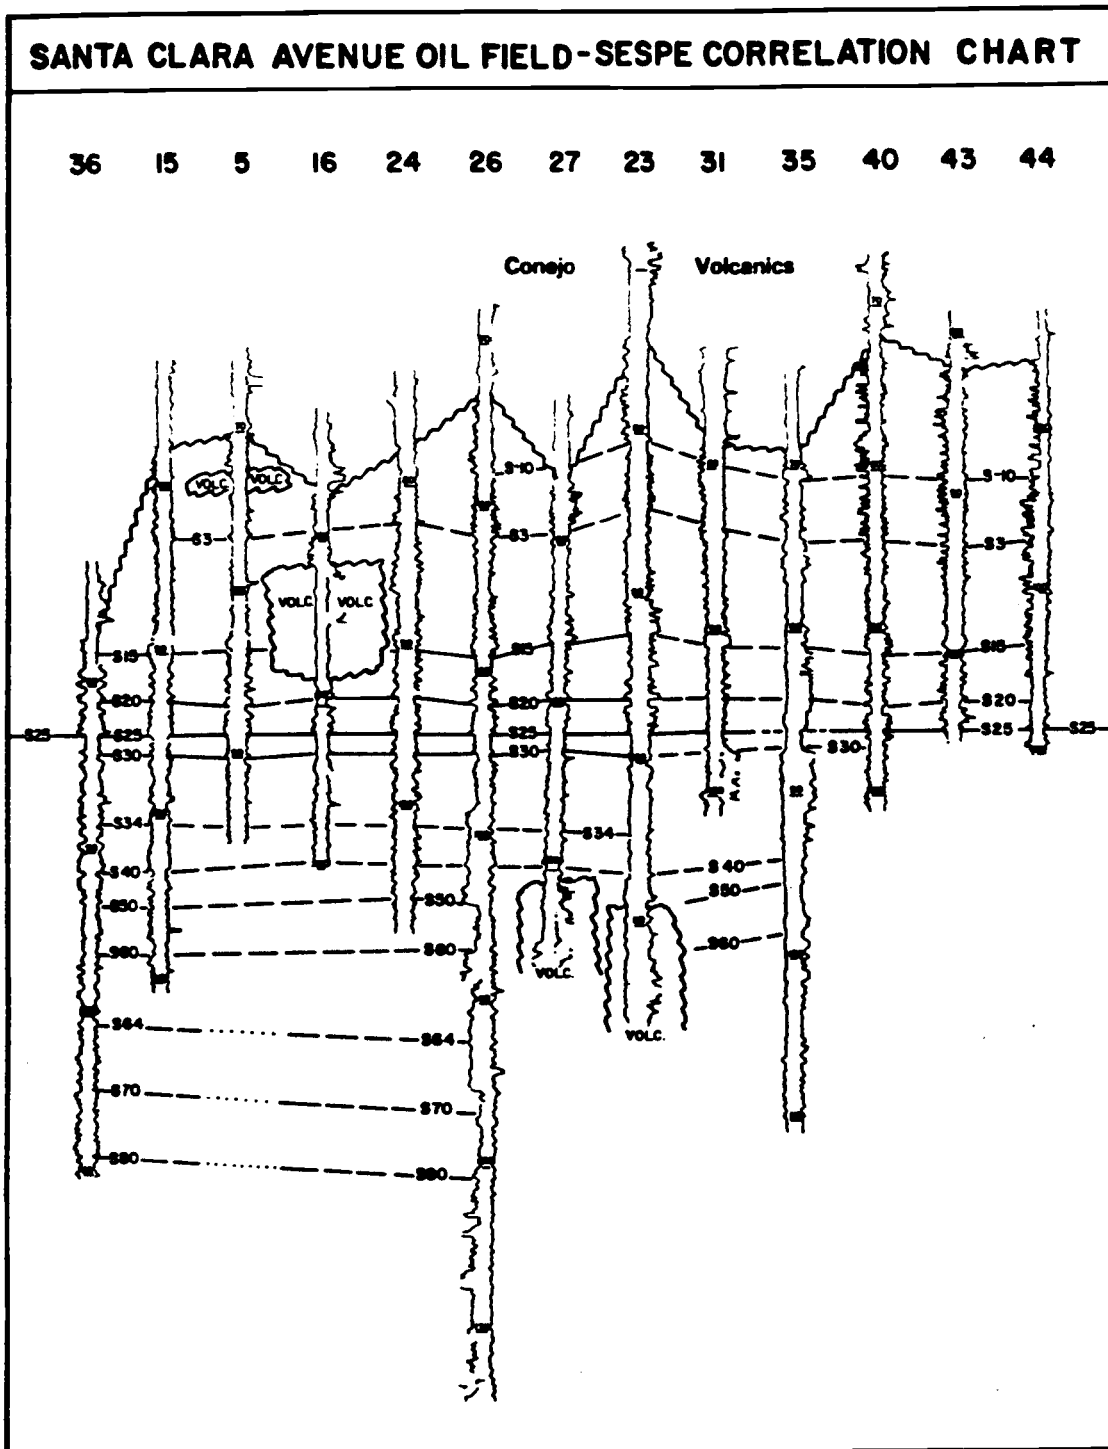 SANTA CLARA AVENUE OIL FIELD-SESPE CORRELATION CHART
36 15 5 16 24 26 27 23 31 35 40 43 44
Conejo - Volcanics
S-10 S-10
VOLC. VOLC.
S3 S3 S3
VOLC. VOLC.
S15 S15 S15
S20 S20 S20
S25 S25 S25 S25 S25
S30 S30 S30
S34 S34
S40 S40
S50 S50 S50
S60 S60 S60
VOLC.
S64 S64
VOLC.
S70 S70
S80 S80